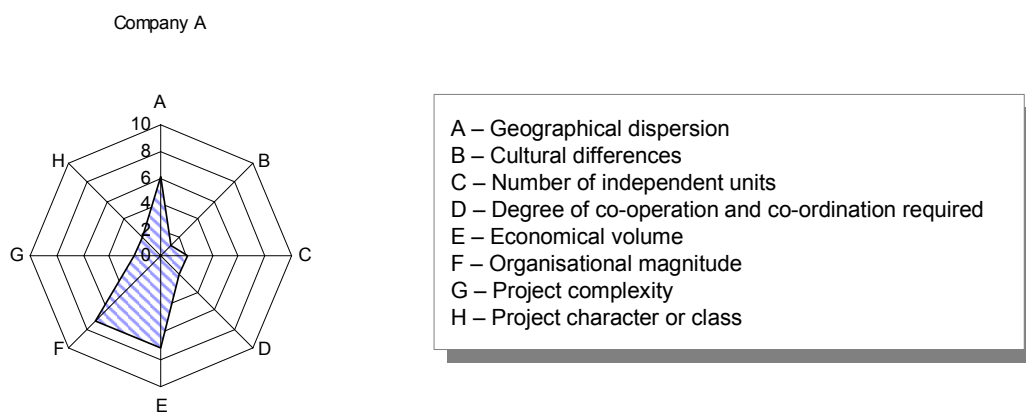 Company A
A
10
8
6
4
2
0
B
C
D
E
F
G
H
A – Geographical dispersion
B – Cultural differences
C – Number of independent units
D – Degree of co-operation and co-ordination required
E – Economical volume
F – Organisational magnitude
G – Project complexity
H – Project character or class